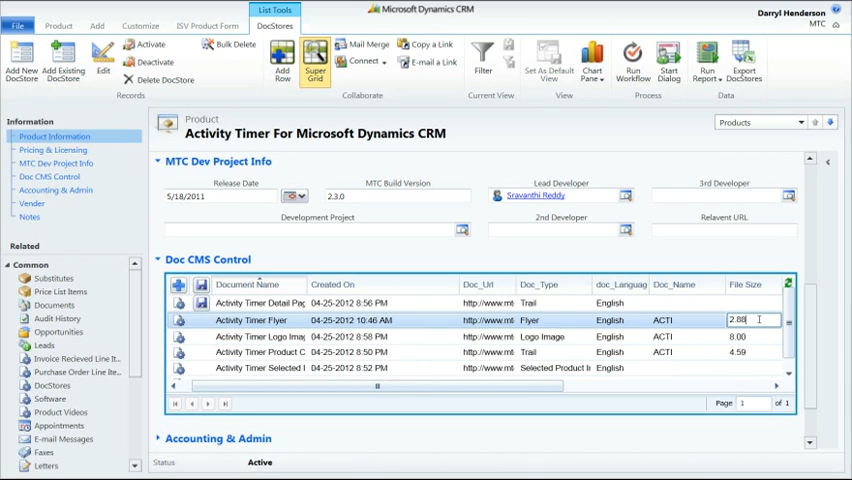 List Tools
Microsoft Dynamics CRM
Darryl Henderson
MTC
File
Product
Add
Customize
ISV Product Form
DocStores
Add New DocStore
Add Existing DocStore
Edit
Activate
Deactivate
Delete DocStore
Bulk Delete
Records
Add Row
Super Grid
Mail Merge
Connect
Copy a Link
E-mail a Link
Collaborate
Filter
Current View
Set As Default View
Chart Pane
View
Run Workflow
Start Dialog
Process
Run Report
Export DocStores
Data
Information
Product Information
Pricing & Licensing
MTC Dev Project Info
Doc CMS Control
Accounting & Admin
Vender
Notes
Related
Common
Substitutes
Price List Items
Documents
Audit History
Opportunities
Leads
Invoice Recieved Line It...
Purchase Order Line Ite...
DocStores
Software
Product Videos
Appointments
E-mail Messages
Faxes
Letters
Product
Activity Timer For Microsoft Dynamics CRM
Products
MTC Dev Project Info
Release Date
5/18/2011
MTC Build Version
2.3.0
Lead Developer
Sravanthi Reddy
3rd Developer
Development Project
2nd Developer
Relavent URL
Doc CMS Control
Document Name Created On Doc_Url Doc_Type doc_Languag Doc_Name File Size
Activity Timer Detail Pag 04-25-2012 8:56 PM http://www.mt Trail English
Activity Timer Flyer 04-25-2012 10:46 AM http://www.mt Flyer English ACTI 2.88
Activity Timer Logo Imag 04-25-2012 8:58 PM http://www.mt Logo Image English ACTI 8.00
Activity Timer Product C 04-25-2012 8:50 PM http://www.mt Trail English ACTI 4.59
Activity Timer Selected I 04-25-2012 8:52 PM http://www.mt Selected Product I English
Page 1 of 1
Accounting & Admin
Status Active